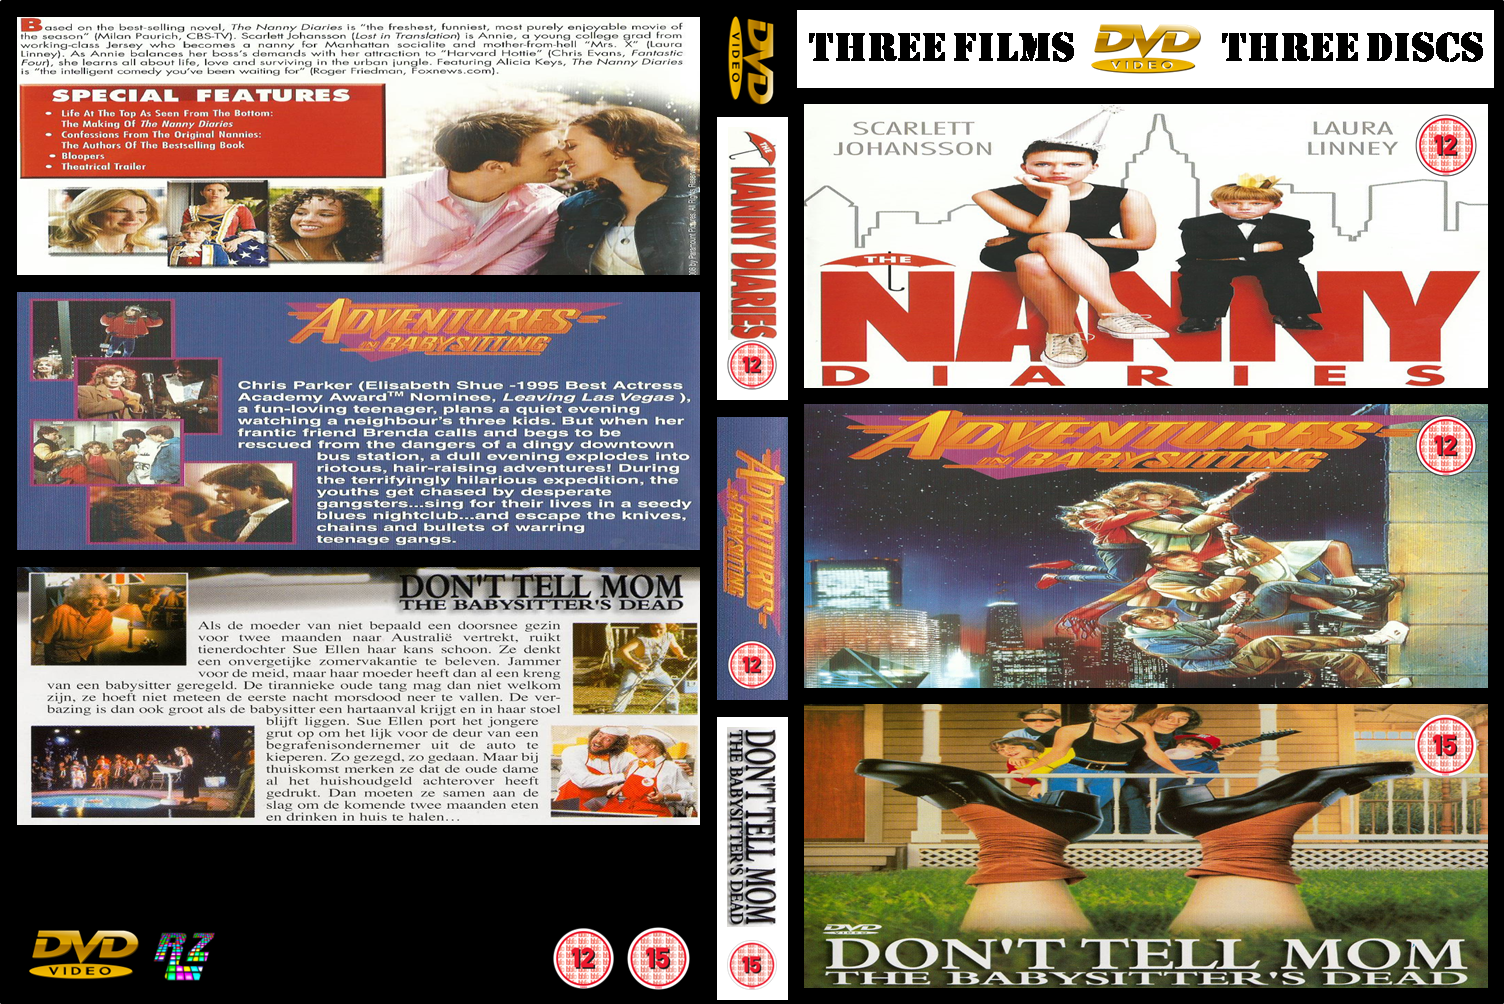 Based on the best-selling novel, The Nanny Diaries is "the freshest, funniest, most purely enjoyable movie of
the season" (Milan Paurich, CBS-TV). Scarlett Johansson (Lost in Translation) is Annie, a young college grad from
working-class Jersey who becomes a nanny for Manhattan socialite and mother-from-hell "Mrs. X" (Laura
Linney). As Annie balances her boss's demands with her attraction to "Harvard Hottie" (Chris Evans, Fantastic
Four), she learns all about life, love and surviving in the urban jungle. Featuring Alicia Keys, The Nanny Diaries
is "the intelligent comedy you've been waiting for" (Roger Friedman, Foxnews.com).
SPECIAL FEATURES
• Life At The Top As Seen From The Bottom:
The Making Of The Nanny Diaries
• Confessions From The Original Nannies:
The Authors Of The Bestselling Book
• Bloopers
• Theatrical Trailer
by Paramount Pictures. All Rights Reserved
ADVENTURES
IN BABYSITTING
Chris Parker (Elisabeth Shue -1995 Best Actress
Academy Award™ Nominee, Leaving Las Vegas ),
a fun-loving teenager, plans a quiet evening
watching a neighbour's three kids. But when her
frantic friend Brenda calls and begs to be
rescued from the dangers of a dingy downtown
bus station, a dull evening explodes into
riotous, hair-raising adventures! During
the terrifyingly hilarious expedition, the
youths get chased by desperate
gangsters...sing for their lives in a seedy
blues nightclub...and escape the knives,
chains and bullets of warring
teenage gangs.
DON'T TELL MOM
THE BABYSITTER'S DEAD
Als de moeder van niet bepaald een doorsnee gezin
voor twee maanden naar Australië vertrekt, ruikt
tienerdochter Sue Ellen haar kans schoon. Ze denkt
een onvergetijke zomervakantie te beleven. Jammer
voor de meid, maar haar moeder heeft dan al een kreng
van een babysitter geregeld. De tirannieke oude tang mag dan niet welkom
zijn, ze hoeft niet meteen de eerste nacht morsdood neer te vallen. De ver-
bazing is dan ook groot als de babysitter een hartaanval krijgt en in haar stoel
blijft liggen. Sue Ellen port het jongere
grut op om het lijk voor de deur van een
begrafenisondernemer uit de auto te
kieperen. Zo gezegd, zo gedaan. Maar bij
thuiskomst merken ze dat de oude dame
al het huishoudgeld achterover heeft
gedrukt. Dan moeten ze samen aan de
slag om de komende twee maanden eten
en drinken in huis te halen...
DVD
VIDEO
RZ
12
15
DVD
VIDEO
THE
NANNY DIARIES
12
ADVENTURES
IN BABYSITTING
12
DON'T TELL MOM
THE BABYSITTER'S DEAD
15
THREE FILMS
DVD
VIDEO
THREE DISCS
SCARLETT
JOHANSSON
LAURA
LINNEY
12
THE
NANNY
DIARIES
ADVENTURES
IN BABYSITTING
12
15
DVD
VIDEO
DON'T TELL MOM
THE BABYSITTER'S DEAD